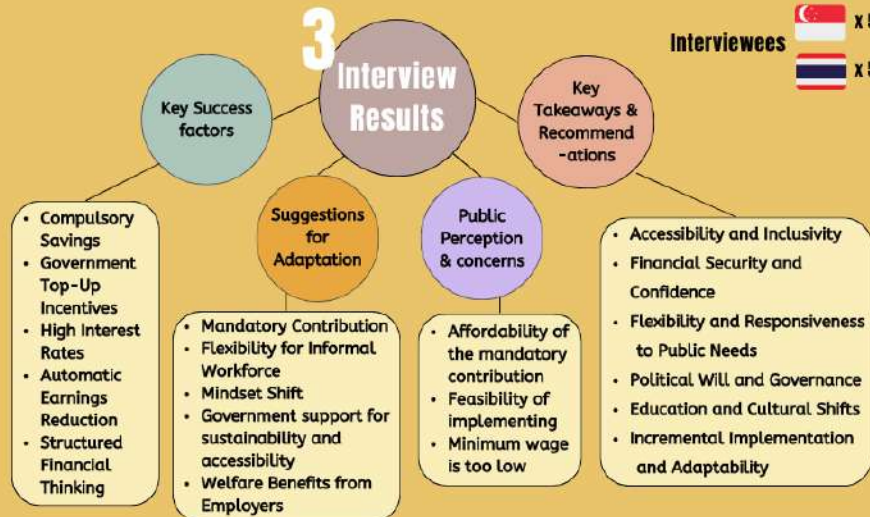 3
Interview
Results
Interviewees
x 5
x 5
Key Success
factors
Suggestions
for
Adaptation
Public
Perception
& concerns
Key
Takeaways &
Recommend
-ations
• Compulsory
Savings
• Government
Top-Up
Incentives
• High Interest
Rates
• Automatic
Earnings
Reduction
• Structured
Financial
Thinking
• Mandatory Contribution
• Flexibility for Informal
Workforce
• Mindset Shift
• Government support for
sustainability and
accessibility
• Welfare Benefits from
Employers
• Affordability of
the mandatory
contribution
• Feasibility of
implementing
• Minimum wage
is too low
• Accessibility and Inclusivity
• Financial Security and
Confidence
• Flexibility and Responsiveness
to Public Needs
• Political Will and Governance
• Education and Cultural Shifts
• Incremental Implementation
and Adaptability